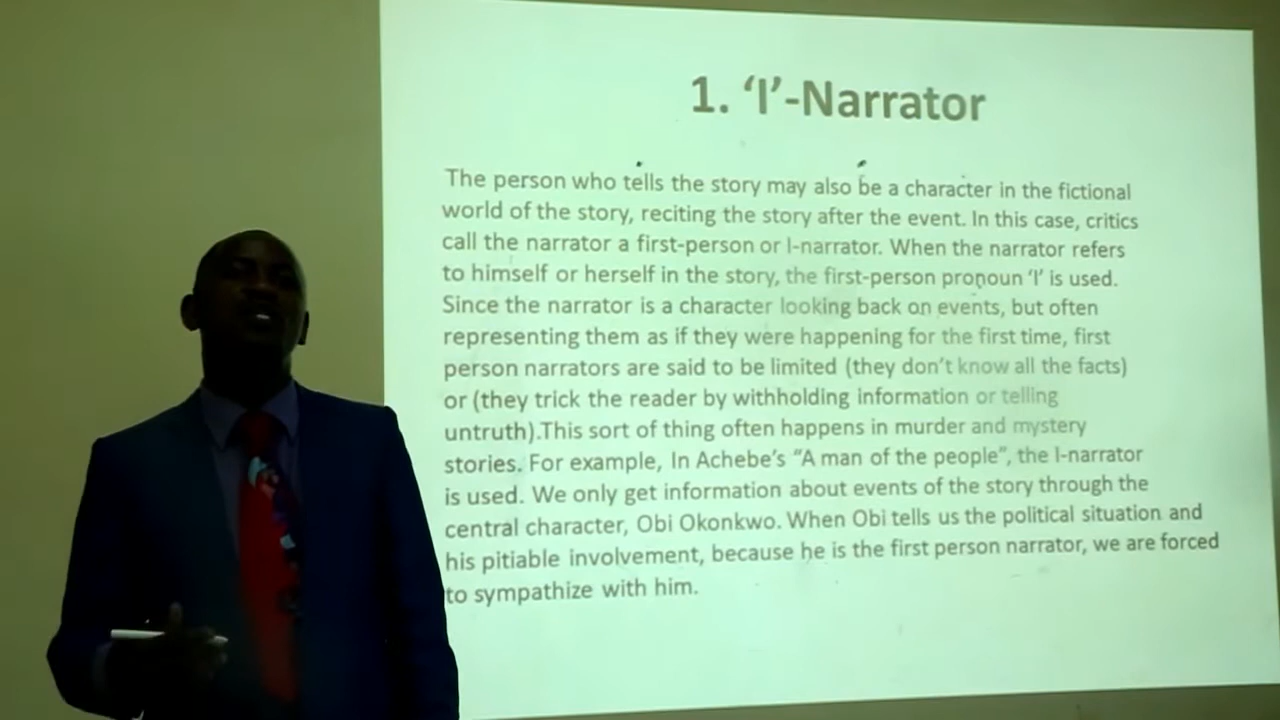 1. ‘I’-Narrator
The person who tells the story may also be a character in the fictional
world of the story, reciting the story after the event. In this case, critics
call the narrator a first-person or I-narrator. When the narrator refers
to himself or herself in the story, the first-person pronoun ‘I’ is used.
Since the narrator is a character looking back on events, but often
representing them as if they were happening for the first time, first
person narrators are said to be limited (they don’t know all the facts)
or (they trick the reader by withholding information or telling
untruth).This sort of thing often happens in murder and mystery
stories. For example, In Achebe’s “A man of the people”, the I-narrator
is used. We only get information about events of the story through the
central character, Obi Okonkwo. When Obi tells us the political situation and
his pitiable involvement, because he is the first person narrator, we are forced
to sympathize with him.